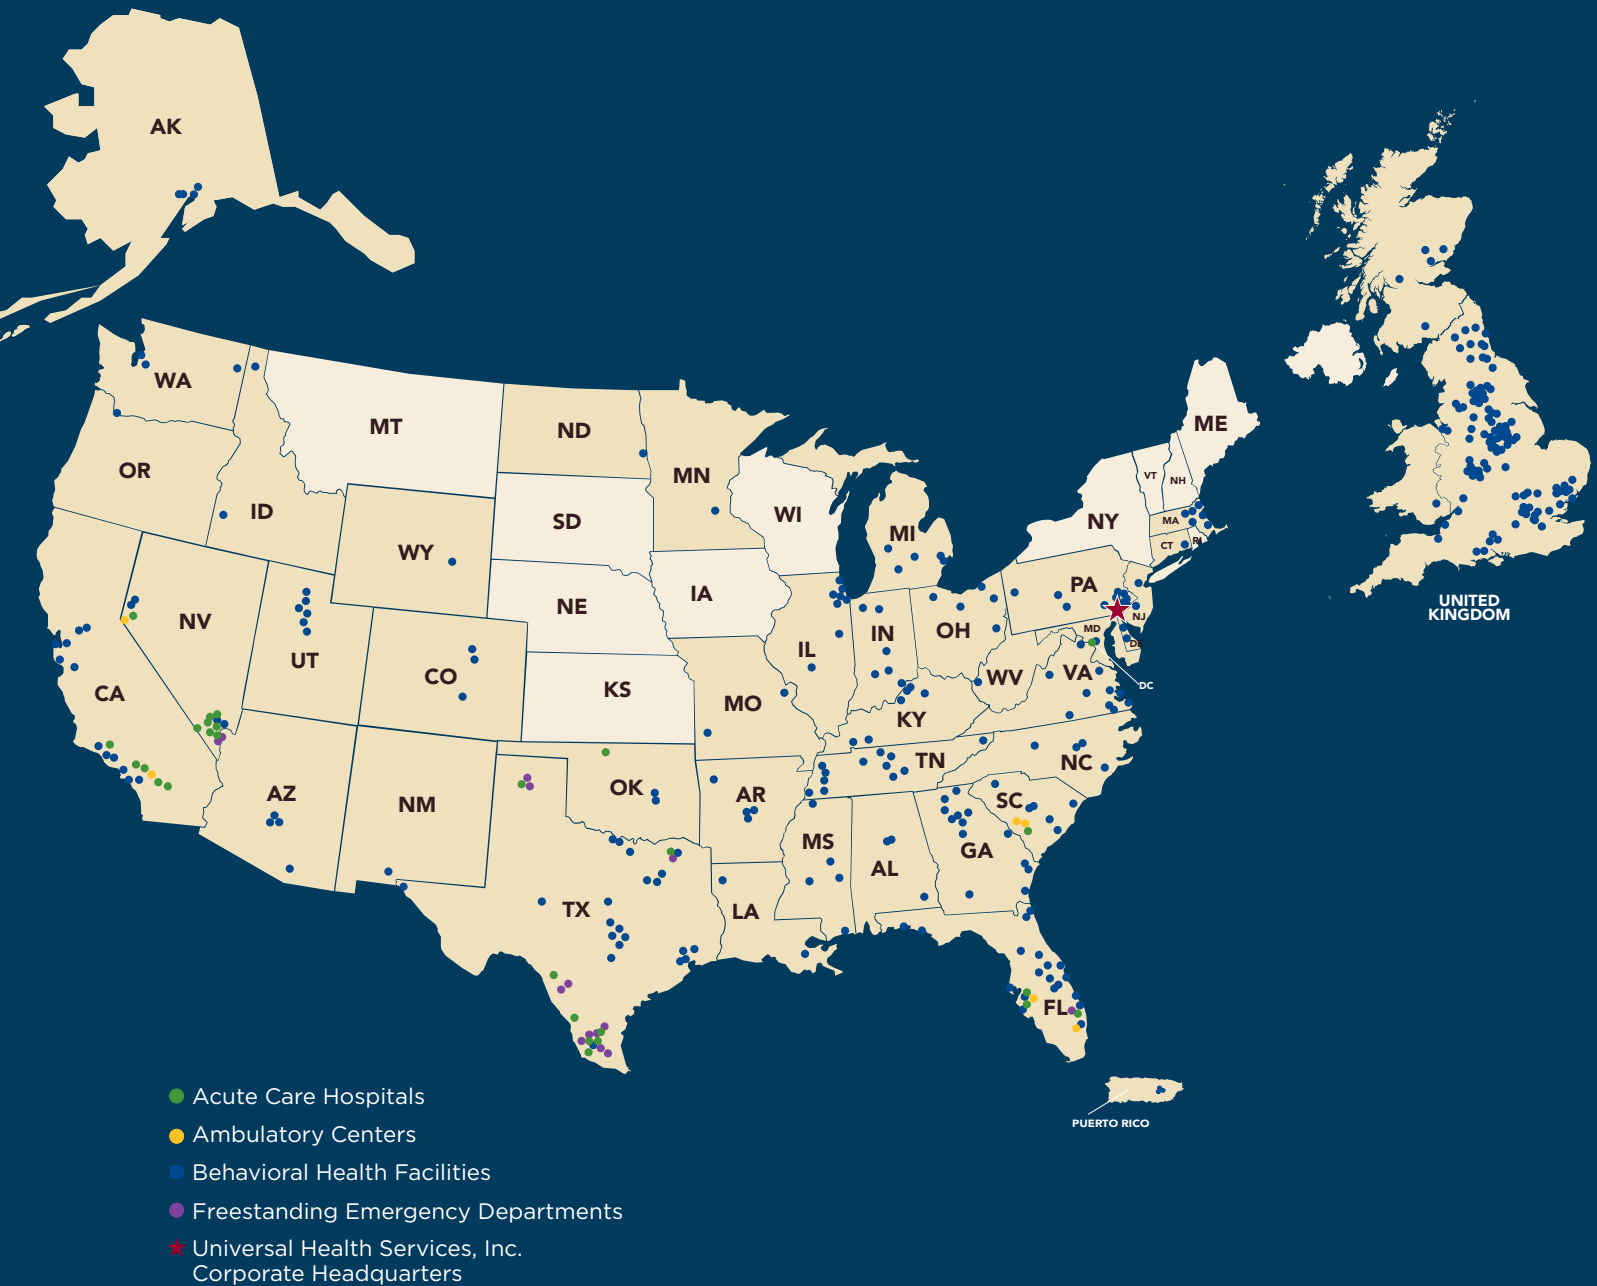 AK
WA
MT
ND
MN
OR
ID
SD
WI
MI
ME
VT
NH
NY
MA
CT
RI
WY
NE
IA
PA
NJ
NV
UT
CO
KS
IL
IN
OH
MD
DE
DC
WV
VA
CA
MO
KY
AZ
NM
OK
AR
TN
NC
SC
MS
AL
GA
TX
LA
FL
UNITED
KINGDOM
PUERTO RICO
Acute Care Hospitals
Ambulatory Centers
Behavioral Health Facilities
Freestanding Emergency Departments
Universal Health Services, Inc.
Corporate Headquarters